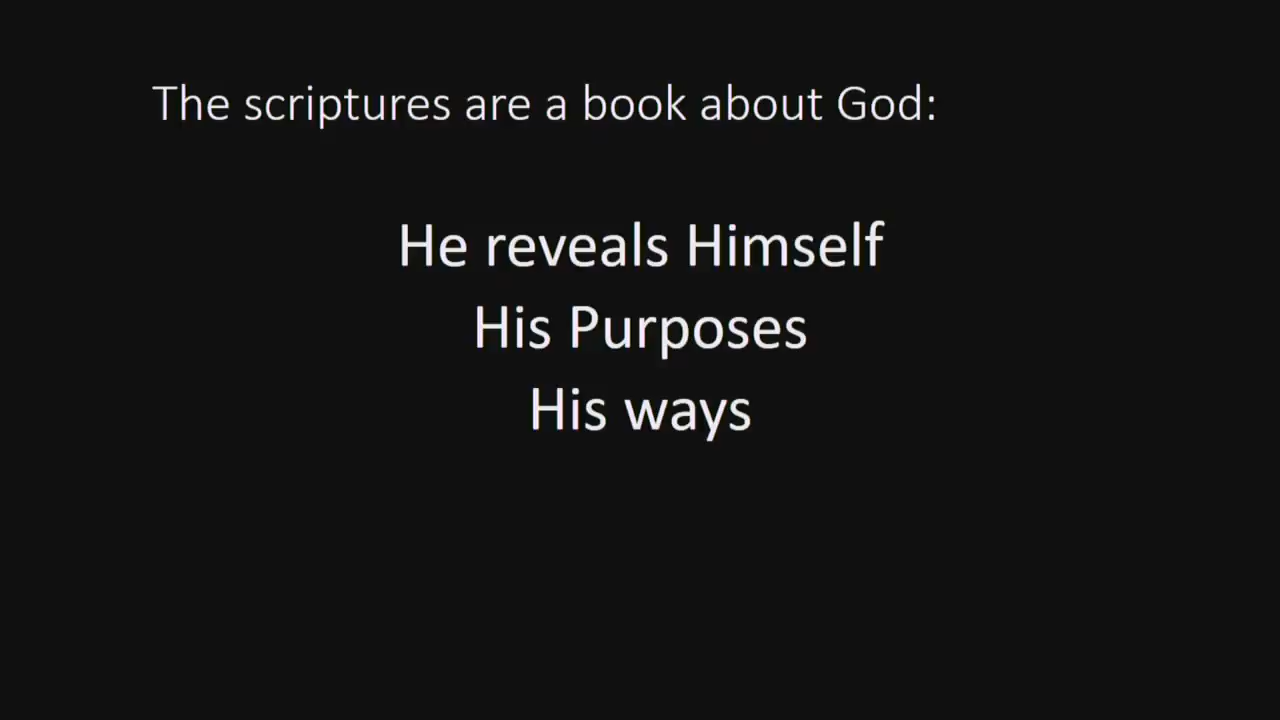 The scriptures are a book about God:
He reveals Himself
His Purposes
His ways